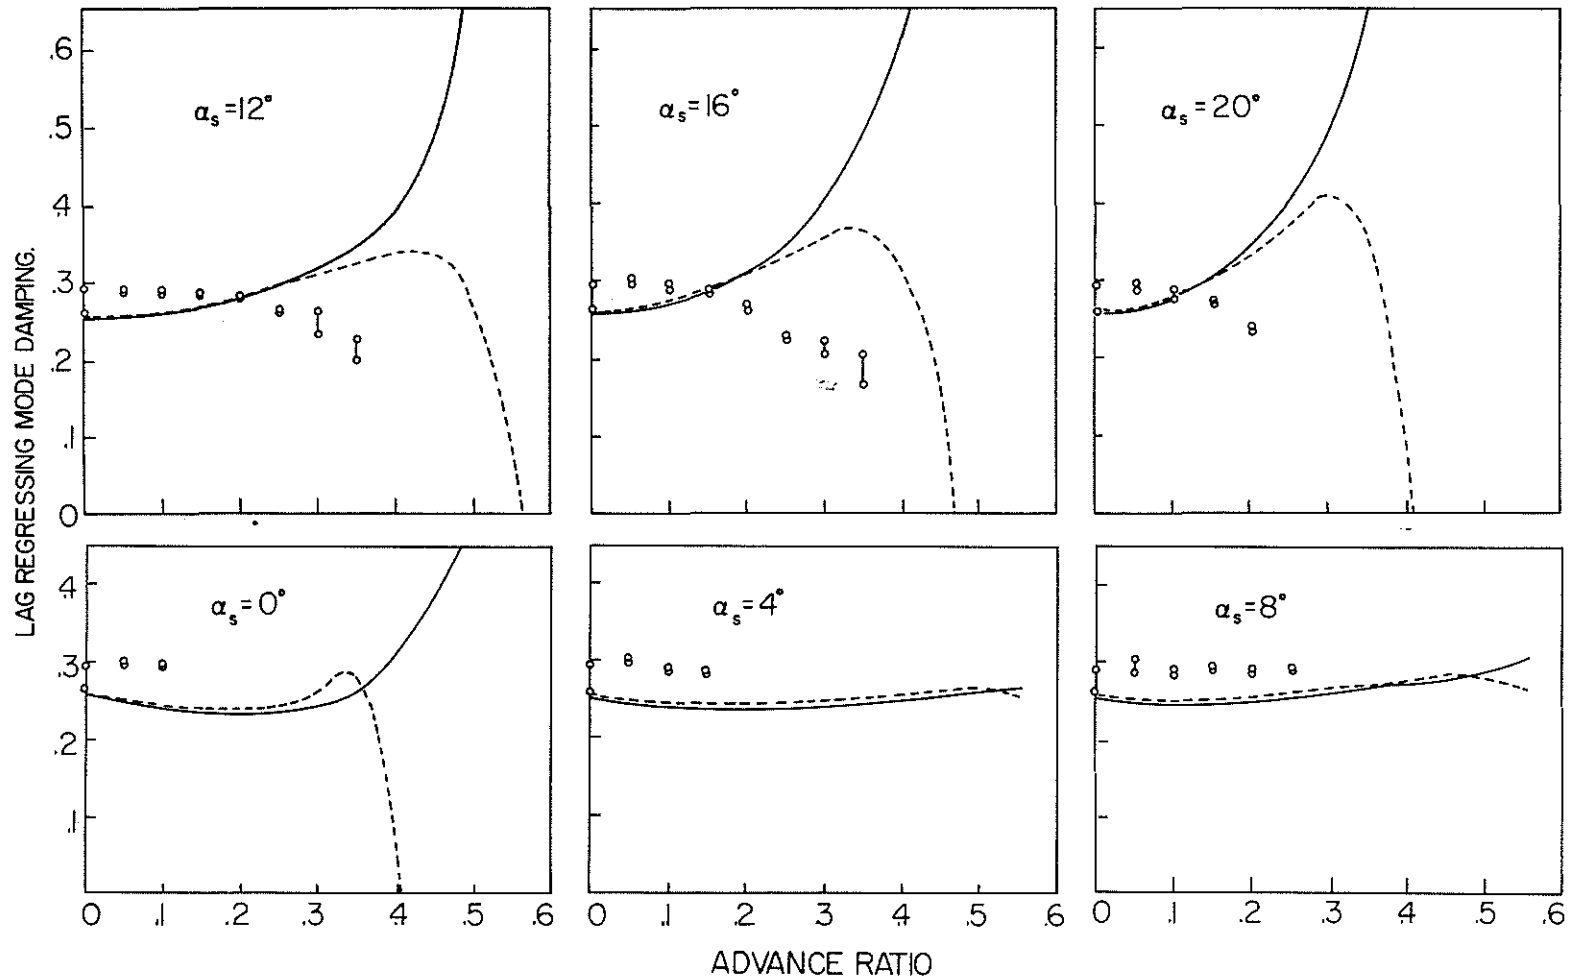 LAG REGRESSING MODE DAMPING.
.6
.5
.4
.3
.2
.1
0
αs=12°
αs=16°
αs=20°
.4
.3
.2
.1
αs=0°
αs=4°
αs=8°
0 .1 .2 .3 .4 .5 .6
0 .1 .2 .3 .4 .5 .6
0 .1 .2 .3 .4 .5 .6
ADVANCE RATIO